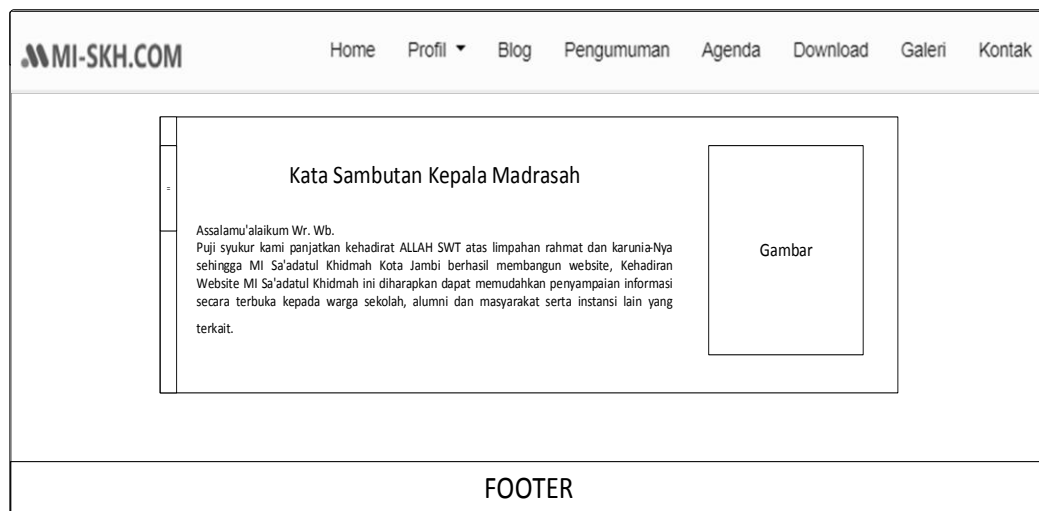 MI-SKH.COM Home Profil Blog Pengumuman Agenda Download Galeri Kontak
Kata Sambutan Kepala Madrasah
Assalamu'alaikum Wr. Wb.
Puji syukur kami panjatkan kehadirat ALLAH SWT atas limpahan rahmat dan karunia-Nya
sehingga MI Sa'adatul Khidmah Kota Jambi berhasil membangun website, Kehadiran
Website MI Sa'adatul Khidmah ini diharapkan dapat memudahkan penyampaian informasi
secara terbuka kepada warga sekolah, alumni dan masyarakat serta instansi lain yang
terkait.
Gambar
FOOTER